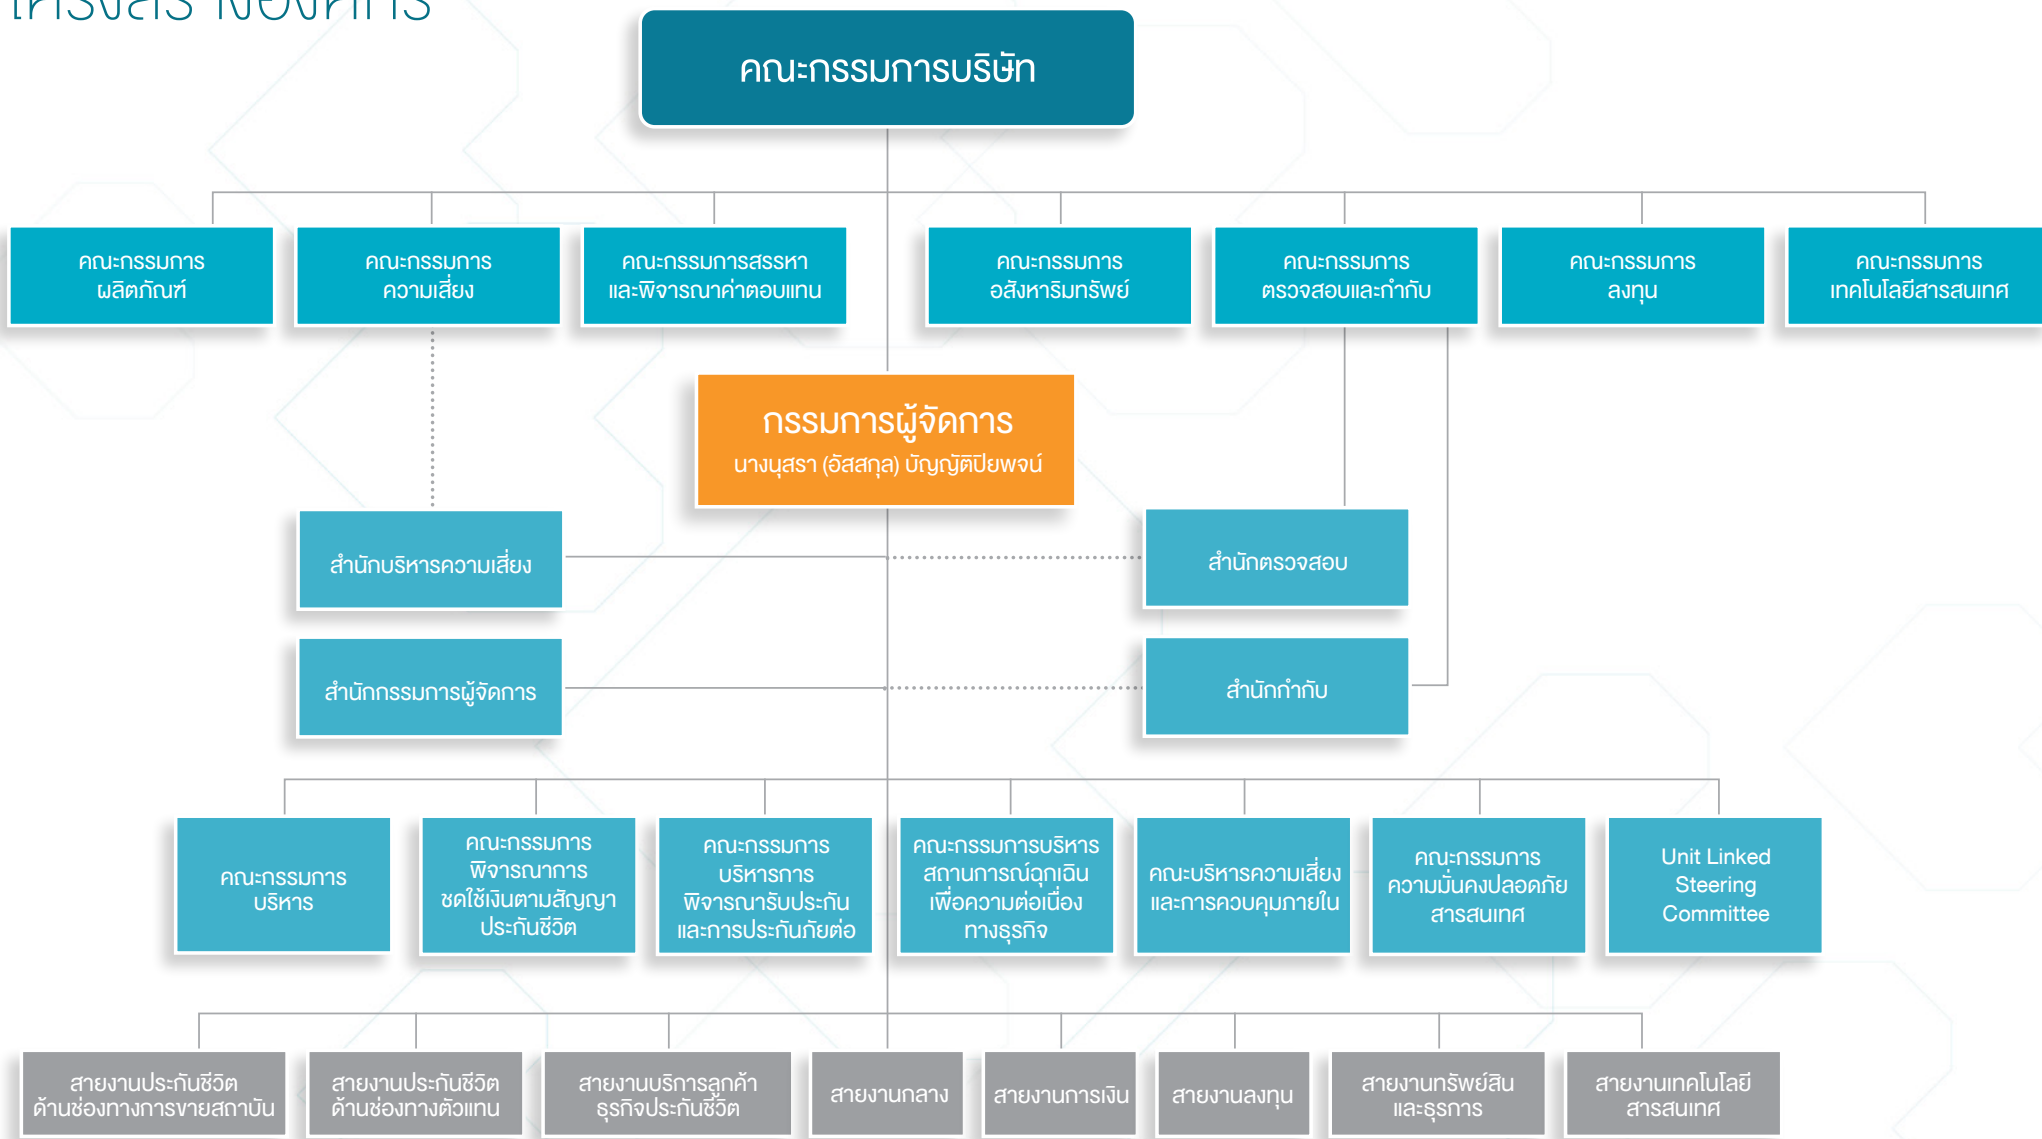 โครงสร้างองค์กร
คณะกรรมการบริษัท
คณะกรรมการ
ผลิตภัณฑ์
คณะกรรมการ
ความเสี่ยง
คณะกรรมการสรรหา
และพิจารณาค่าตอบแทน
คณะกรรมการ
อสังหาริมทรัพย์
คณะกรรมการ
ตรวจสอบและกำกับ
คณะกรรมการ
ลงทุน
คณะกรรมการ
เทคโนโลยีสารสนเทศ
กรรมการผู้จัดการ
นางนุสรา (อัสสกุล) บัญญัติปิยพจน์
สำนักบริหารความเสี่ยง
สำนักตรวจสอบ
สำนักกรรมการผู้จัดการ
สำนักกำกับ
คณะกรรมการ
บริหาร
คณะกรรมการ
พิจารณาการ
ชดใช้เงินตามสัญญา
ประกันชีวิต
คณะกรรมการ
บริหารการ
พิจารณารับประกัน
และการประกันภัยต่อ
คณะกรรมการบริหาร
สถานการณ์ฉุกเฉิน
เพื่อความต่อเนื่อง
ทางธุรกิจ
คณะบริหารความเสี่ยง
และการควบคุมภายใน
คณะกรรมการ
ความมั่นคงปลอดภัย
สารสนเทศ
Unit Linked
Steering
Committee
สายงานประกันชีวิต
ด้านช่องทางการขายสถาบัน
สายงานประกันชีวิต
ด้านช่องทางตัวแทน
สายงานบริการลูกค้า
ธุรกิจประกันชีวิต
สายงานกลาง
สายงานการเงิน
สายงานลงทุน
สายงานทรัพย์สิน
และธุรการ
สายงานเทคโนโลยี
สารสนเทศ